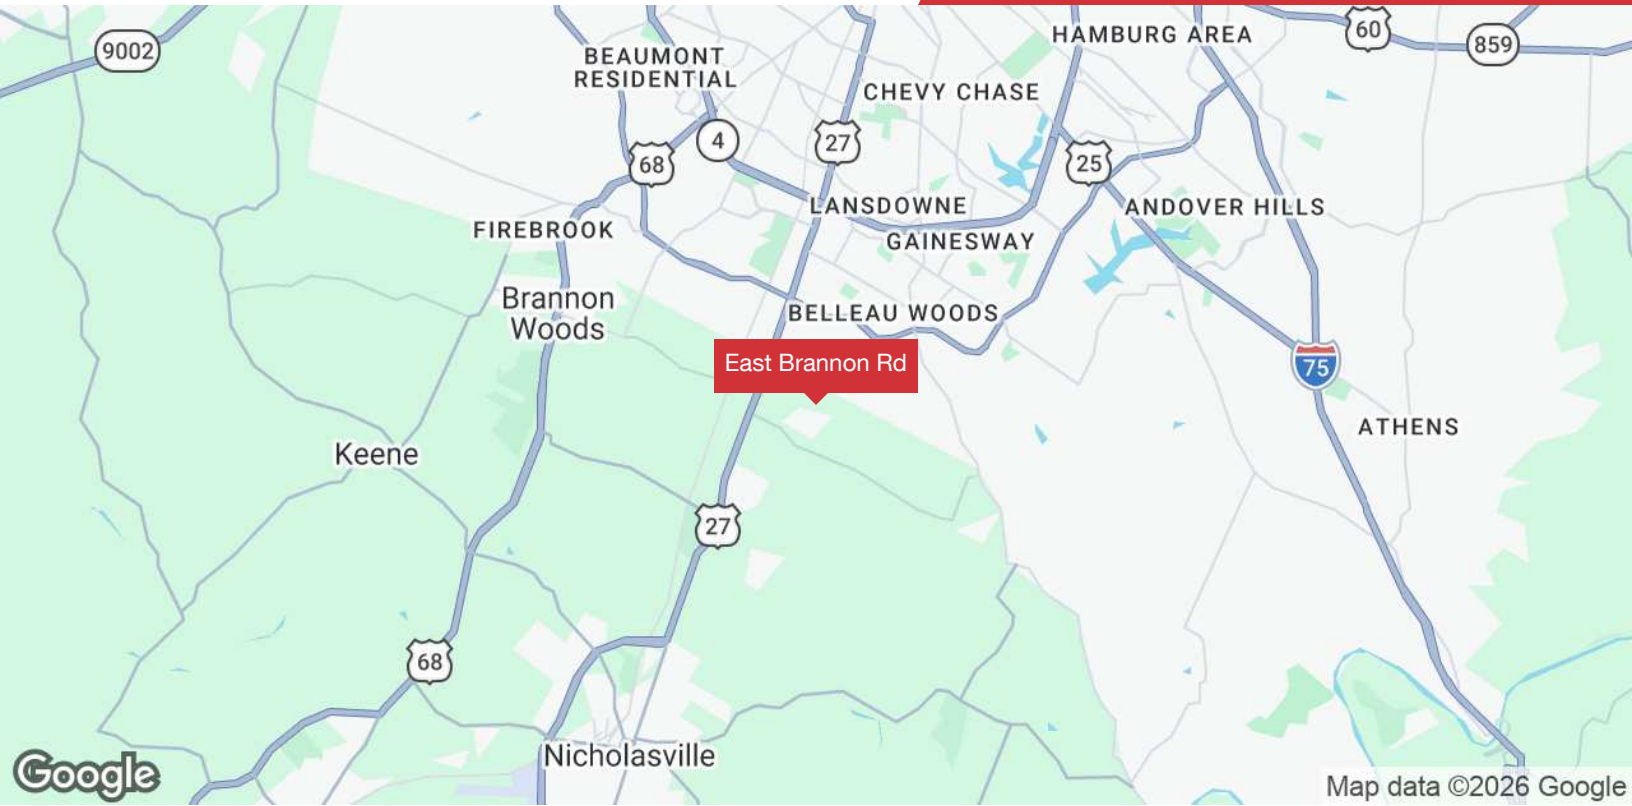 9002
60
859
HAMBURG AREA
BEAUMONT
RESIDENTIAL
CHEVY CHASE
4
27
68
25
LANSDOWNE
ANDOVER HILLS
FIREBROOK
GAINESWAY
Brannon
Woods
BELLEAU WOODS
East Brannon Rd
75
ATHENS
Keene
27
68
Nicholasville
Google
Map data ©2026 Google